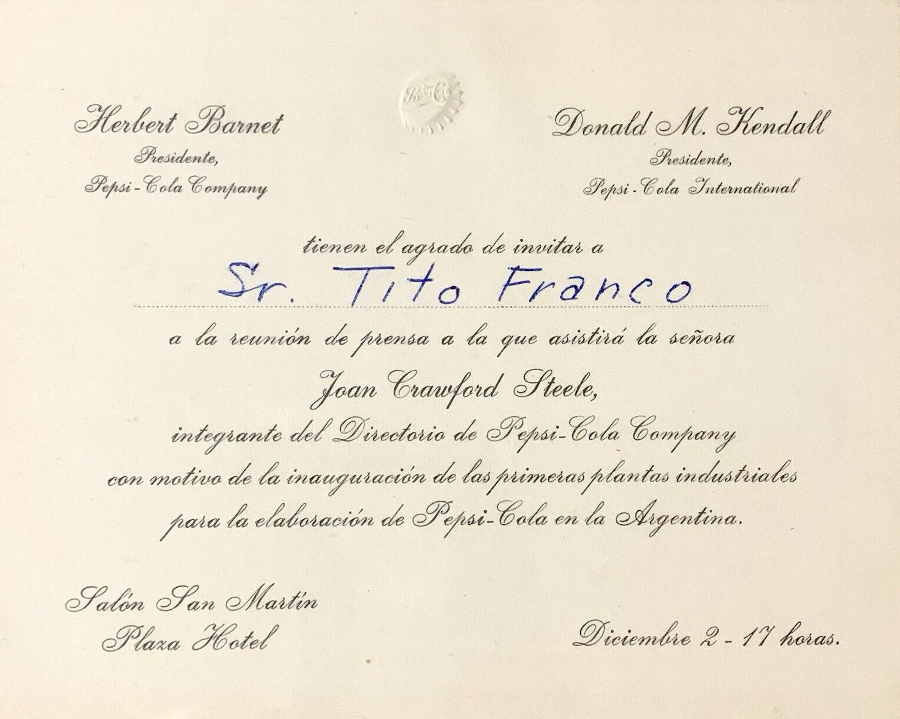 Pepsi-Cola
Herbert Barnet
Presidente,
Pepsi-Cola Company
Donald M. Kendall
Presidente,
Pepsi-Cola International
tienen el agrado de invitar a
Sr. Tito Franco
a la reunión de prensa a la que asistirá la señora
Joan Crawford Steele,
integrante del Directorio de Pepsi-Cola Company
con motivo de la inauguración de las primeras plantas industriales
para la elaboración de Pepsi-Cola en la Argentina.
Salón San Martín
Plaza Hotel
Diciembre 2 - 17 horas.